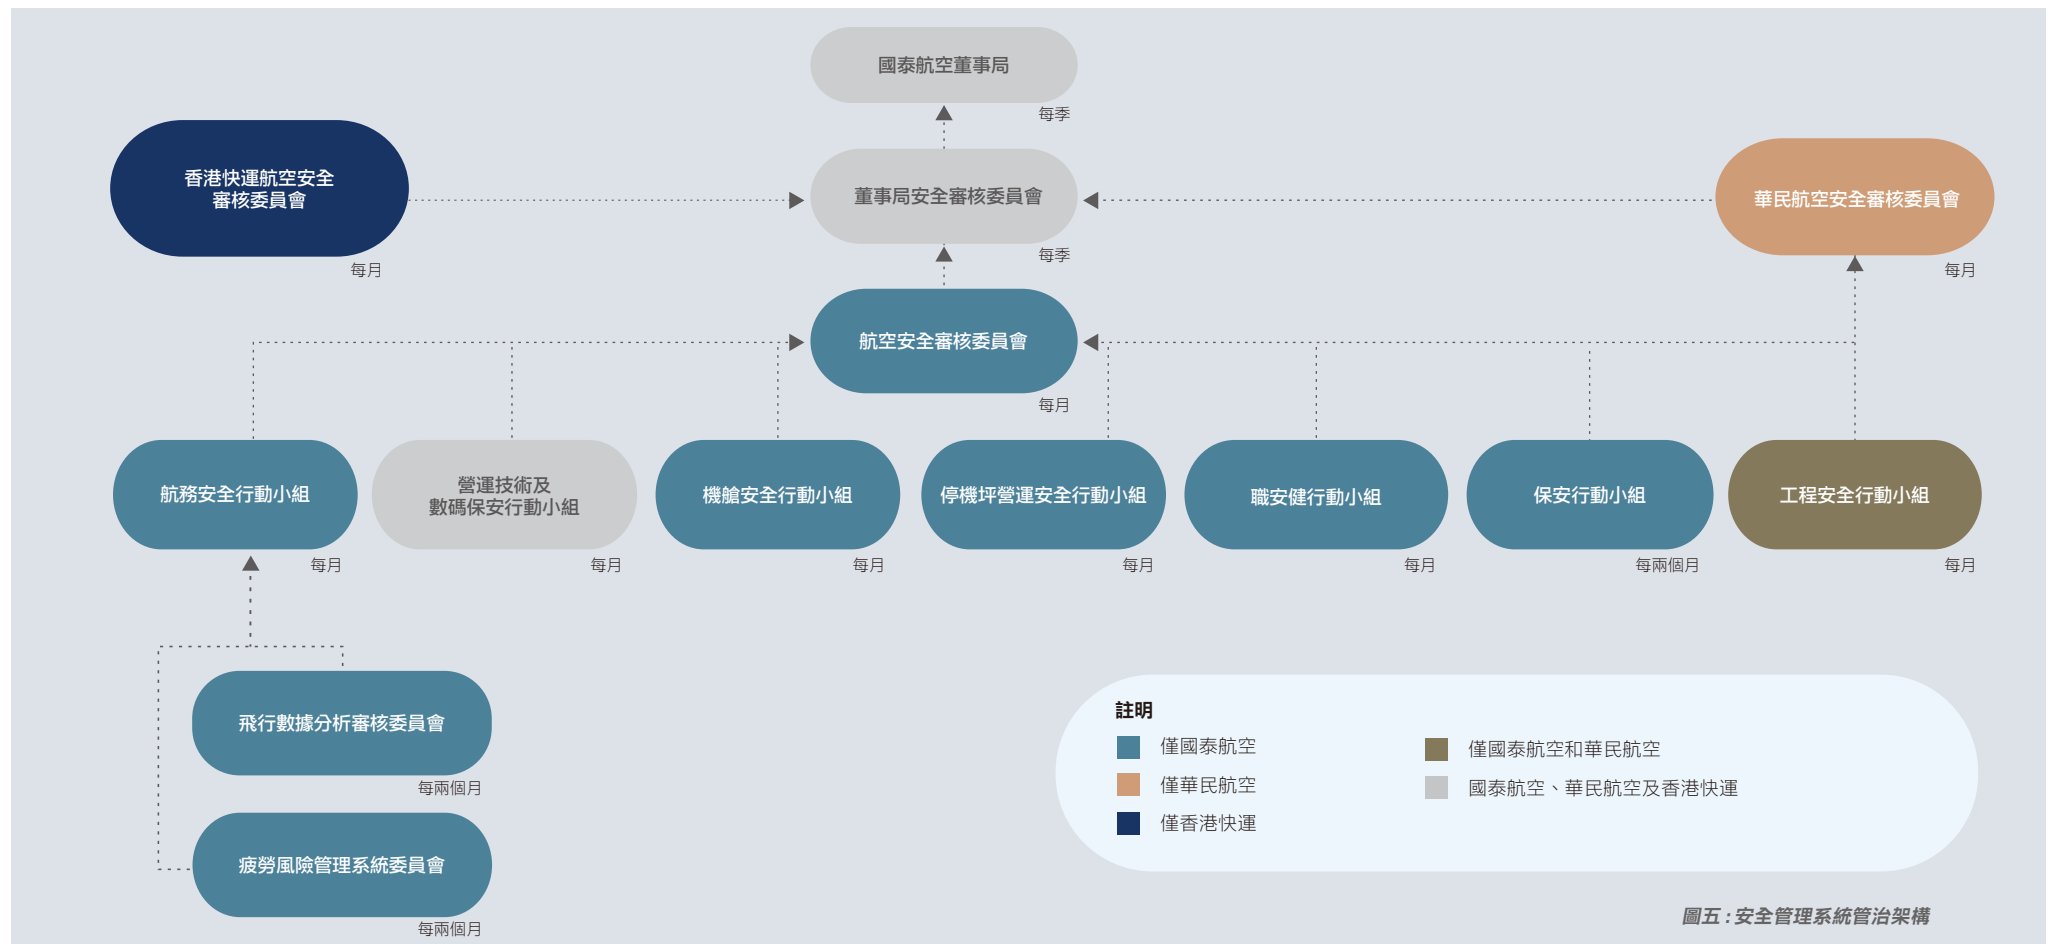 國泰航空董事局
每季
香港快運航空安全
審核委員會
每月
董事局安全審核委員會
每季
華民航空安全審核委員會
每月
航空安全審核委員會
每月
航務安全行動小組
每月
營運技術及
數碼保安行動小組
每月
機艙安全行動小組
每月
停機坪營運安全行動小組
每月
職安健行動小組
每月
保安行動小組
每兩個月
工程安全行動小組
每月
飛行數據分析審核委員會
每兩個月
疲勞風險管理系統委員會
每兩個月
註明
僅國泰航空
僅華民航空
僅香港快運
僅國泰航空和華民航空
國泰航空、華民航空及香港快運
圖五 : 安全管理系統管治架構